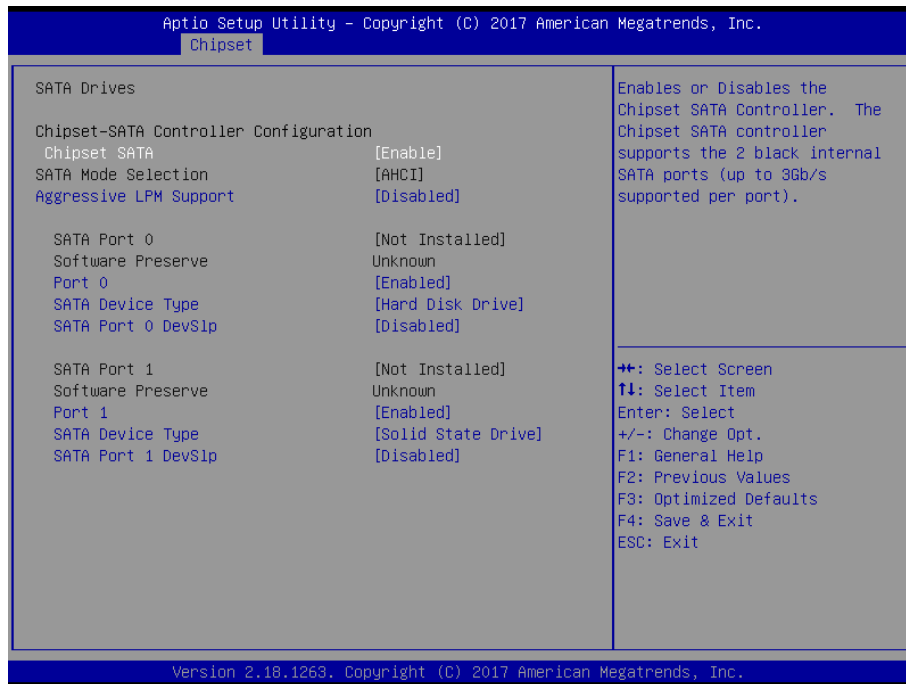 Aptio Setup Utility – Copyright (C) 2017 American Megatrends, Inc.
Chipset
SATA Drives
Chipset-SATA Controller Configuration
Chipset SATA [Enable]
SATA Mode Selection [AHCI]
Aggressive LPM Support [Disabled]
SATA Port 0 [Not Installed]
Software Preserve Unknown
Port 0 [Enabled]
SATA Device Type [Hard Disk Drive]
SATA Port 0 DevSlp [Disabled]
SATA Port 1 [Not Installed]
Software Preserve Unknown
Port 1 [Enabled]
SATA Device Type [Solid State Drive]
SATA Port 1 DevSlp [Disabled]
Enables or Disables the
Chipset SATA Controller. The
Chipset SATA controller
supports the 2 black internal
SATA ports (up to 3Gb/s
supported per port).
→←: Select Screen
↑↓: Select Item
Enter: Select
+/-: Change Opt.
F1: General Help
F2: Previous Values
F3: Optimized Defaults
F4: Save & Exit
ESC: Exit
Version 2.18.1263. Copyright (C) 2017 American Megatrends, Inc.